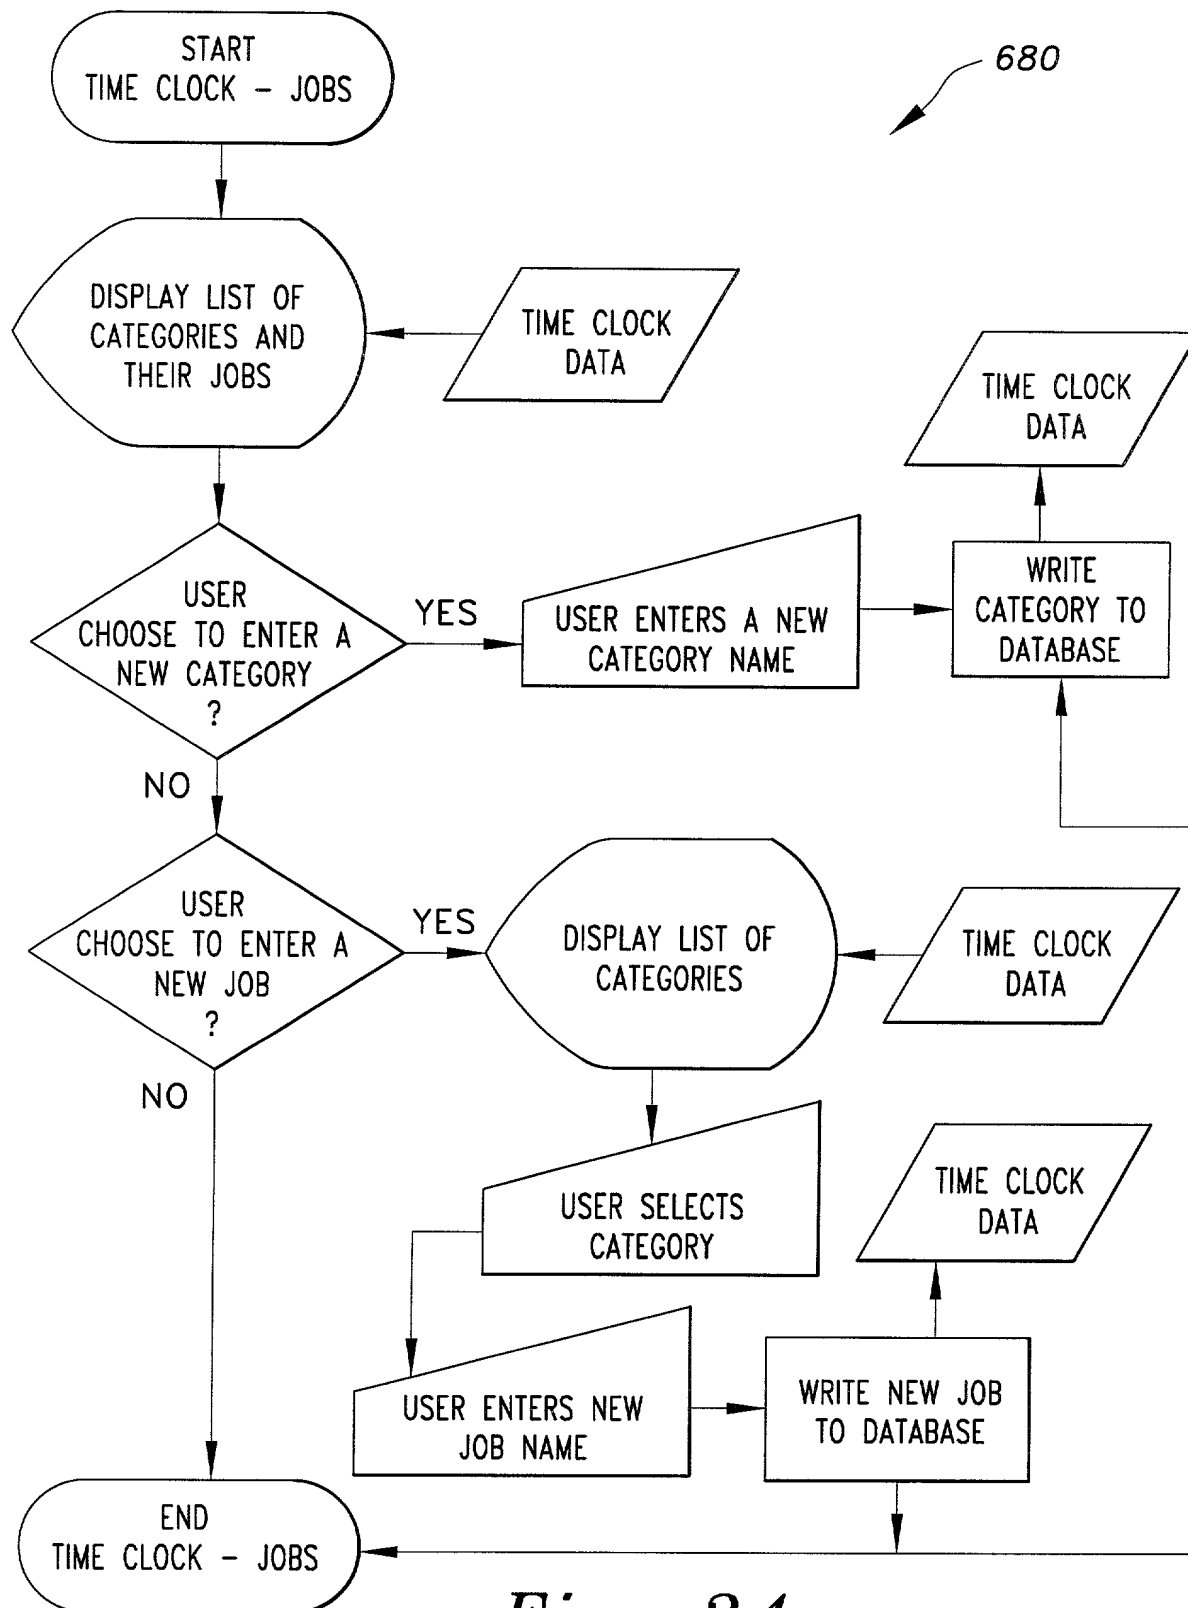 START
TIME CLOCK – JOBS
680
DISPLAY LIST OF
CATEGORIES AND
THEIR JOBS
TIME CLOCK
DATA
TIME CLOCK
DATA
USER
CHOOSE TO ENTER A
NEW CATEGORY
?
YES
USER ENTERS A NEW
CATEGORY NAME
WRITE
CATEGORY TO
DATABASE
NO
USER
CHOOSE TO ENTER A
NEW JOB
?
YES
DISPLAY LIST OF
CATEGORIES
TIME CLOCK
DATA
NO
USER SELECTS
CATEGORY
TIME CLOCK
DATA
USER ENTERS NEW
JOB NAME
WRITE NEW JOB
TO DATABASE
END
TIME CLOCK – JOBS